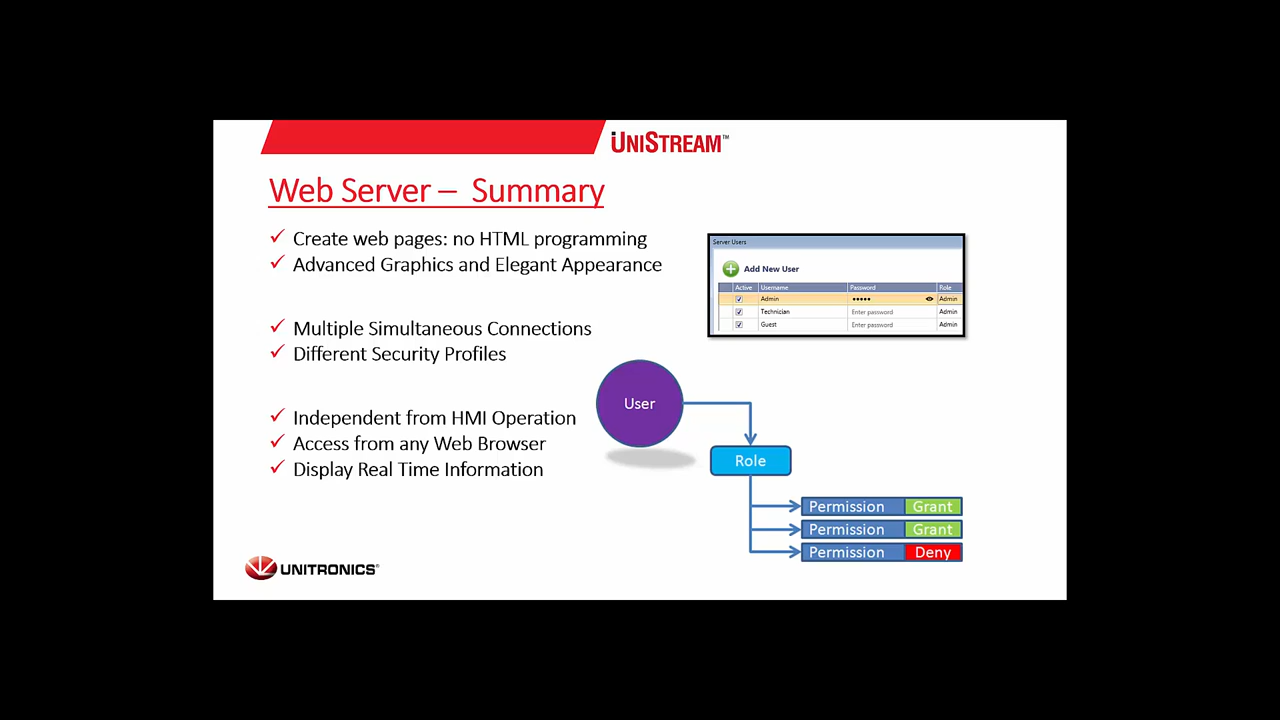 UNISTREAM™
Web Server – Summary
Create web pages: no HTML programming
Advanced Graphics and Elegant Appearance
Multiple Simultaneous Connections
Different Security Profiles
Independent from HMI Operation
Access from any Web Browser
Display Real Time Information
Server Users
Add New User
Active Username Password Role
Admin ••••• Admin
Technician Enter password Admin
Guest Enter password Admin
User
Role
Permission Grant
Permission Grant
Permission Deny
UNITRONICS®